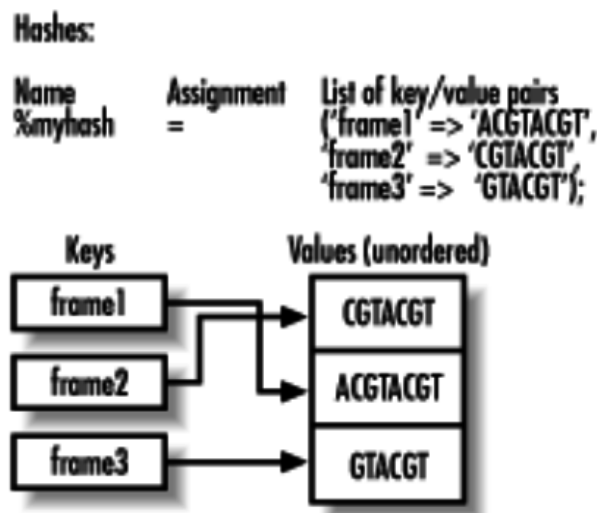 Hashes:
Name Assignment List of key/value pairs
%myhash = ('frame1' => 'ACGTACGT',
'frame2' => 'CGTACGT',
'frame3' => 'GTACGT');
Keys Values (unordered)
frame1
CGTACGT
frame2
ACGTACGT
frame3
GTACGT